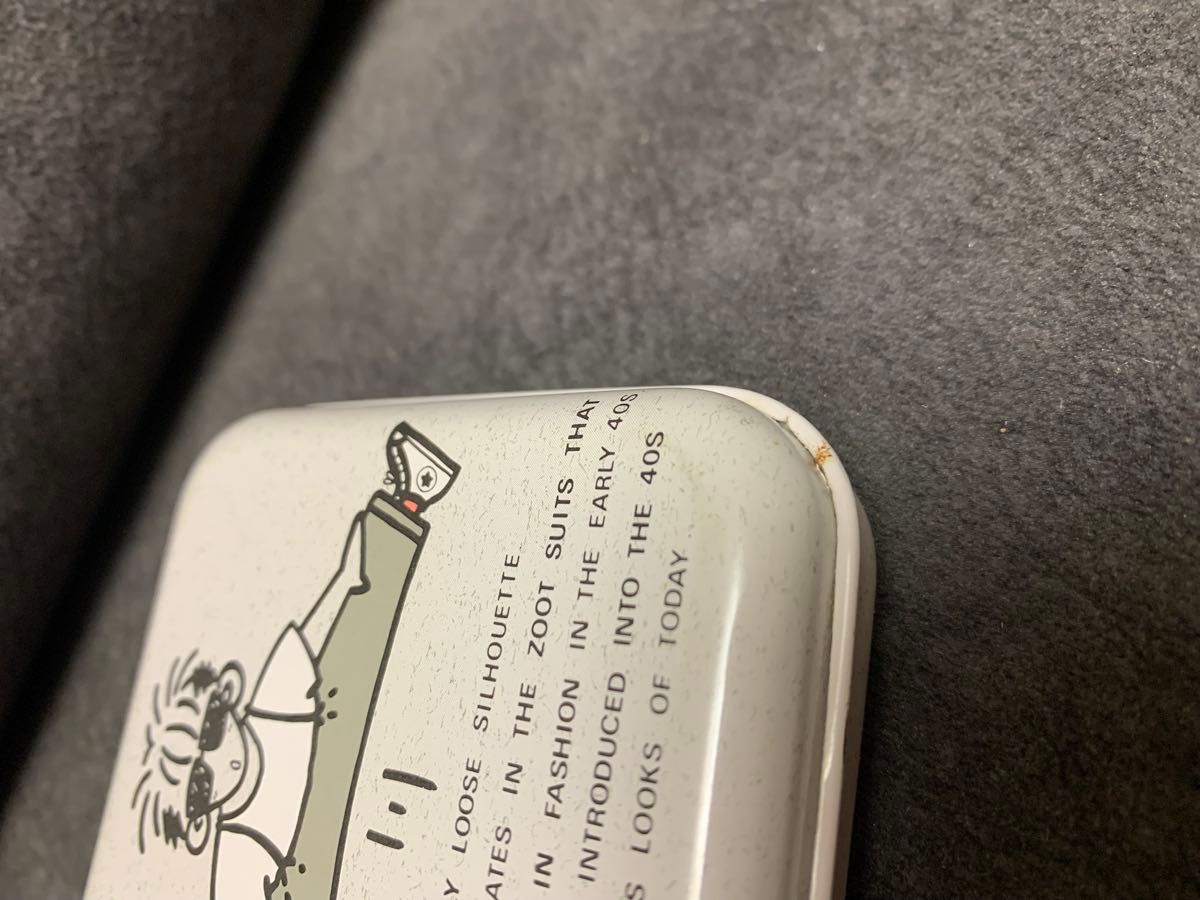 LOOSE SILHOUETTE
IN THE ZOOT SUITS THAT
IN FASHION IN THE EARLY 40S
INTRODUCED INTO THE 40S
LOOKS OF TODAY